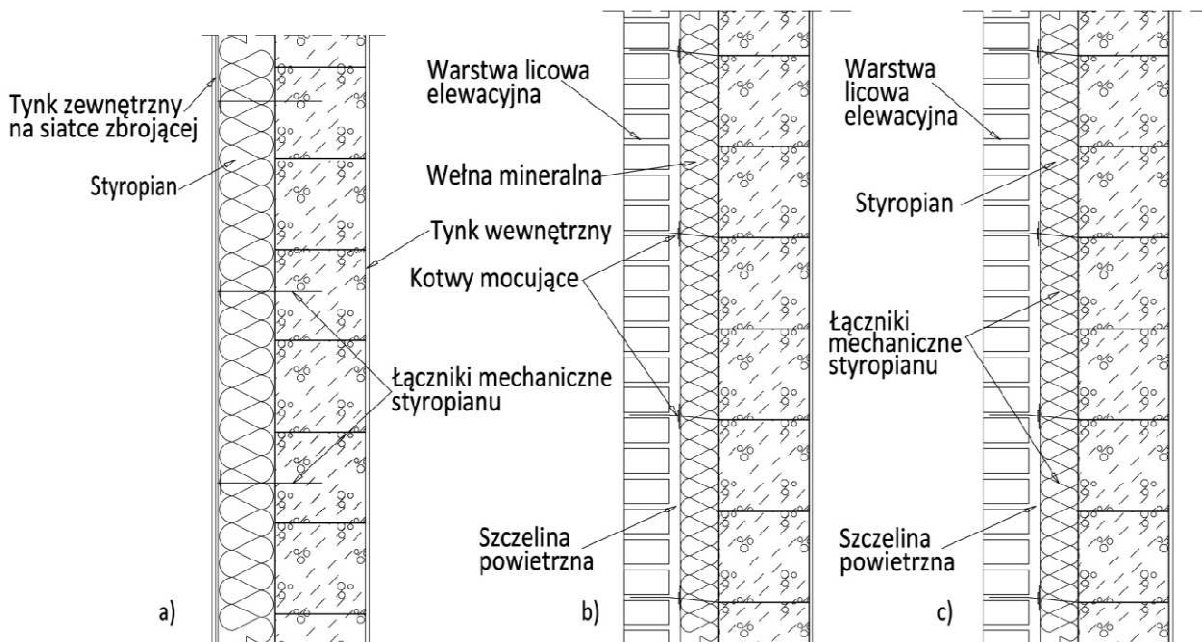 Tynk zewnętrzny
na siatce zbrojącej
Styropian
Tynk wewnętrzny
Kotwy mocujące
Łączniki mechaniczne
styropianu
a)
Warstwa licowa
elewacyjna
Wełna mineralna
Szczelina
powietrzna
b)
Warstwa
licowa
elewacyjna
Styropian
Łączniki
mechaniczne
styropianu
Szczelina
powietrzna
c)